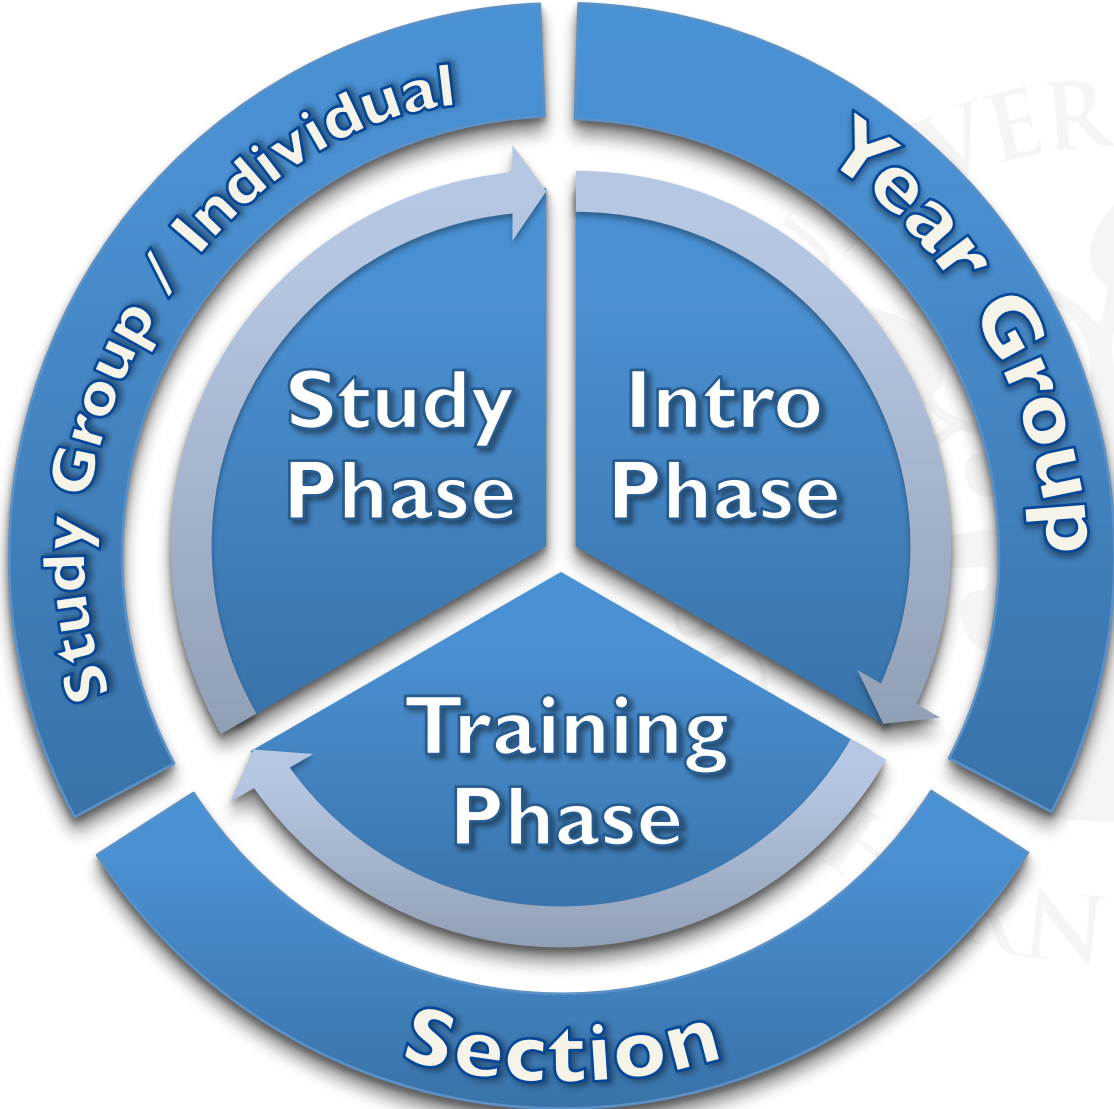 Study Group / Individual
Year Group
Study
Phase
Intro
Phase
Training
Phase
Section